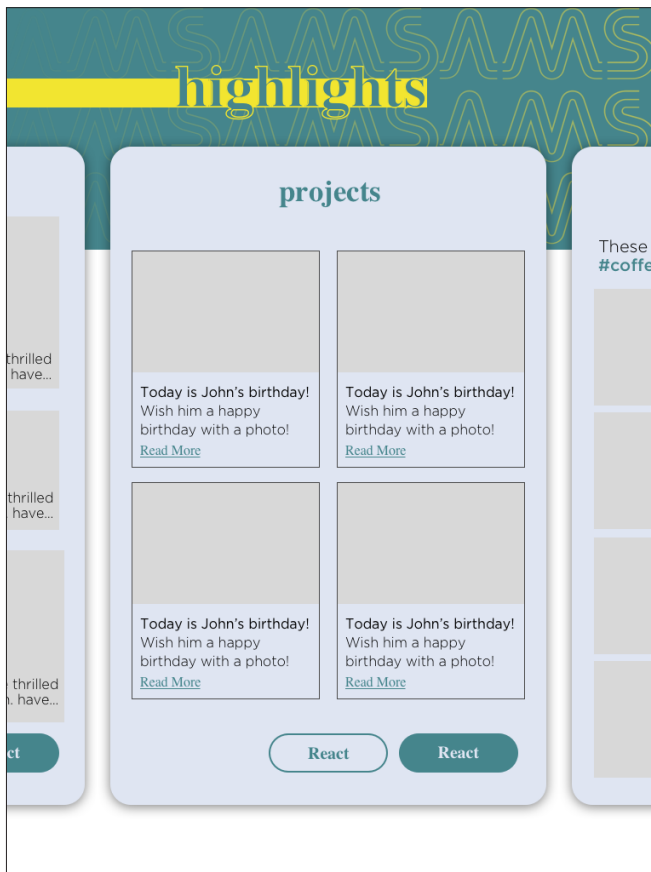 highlights
thrilled
have...
thrilled
have...
thrilled
have...
ct
projects
Today is John's birthday!
Wish him a happy
birthday with a photo!
Read More
Today is John's birthday!
Wish him a happy
birthday with a photo!
Read More
Today is John's birthday!
Wish him a happy
birthday with a photo!
Read More
Today is John's birthday!
Wish him a happy
birthday with a photo!
Read More
React
React
These
#coffe